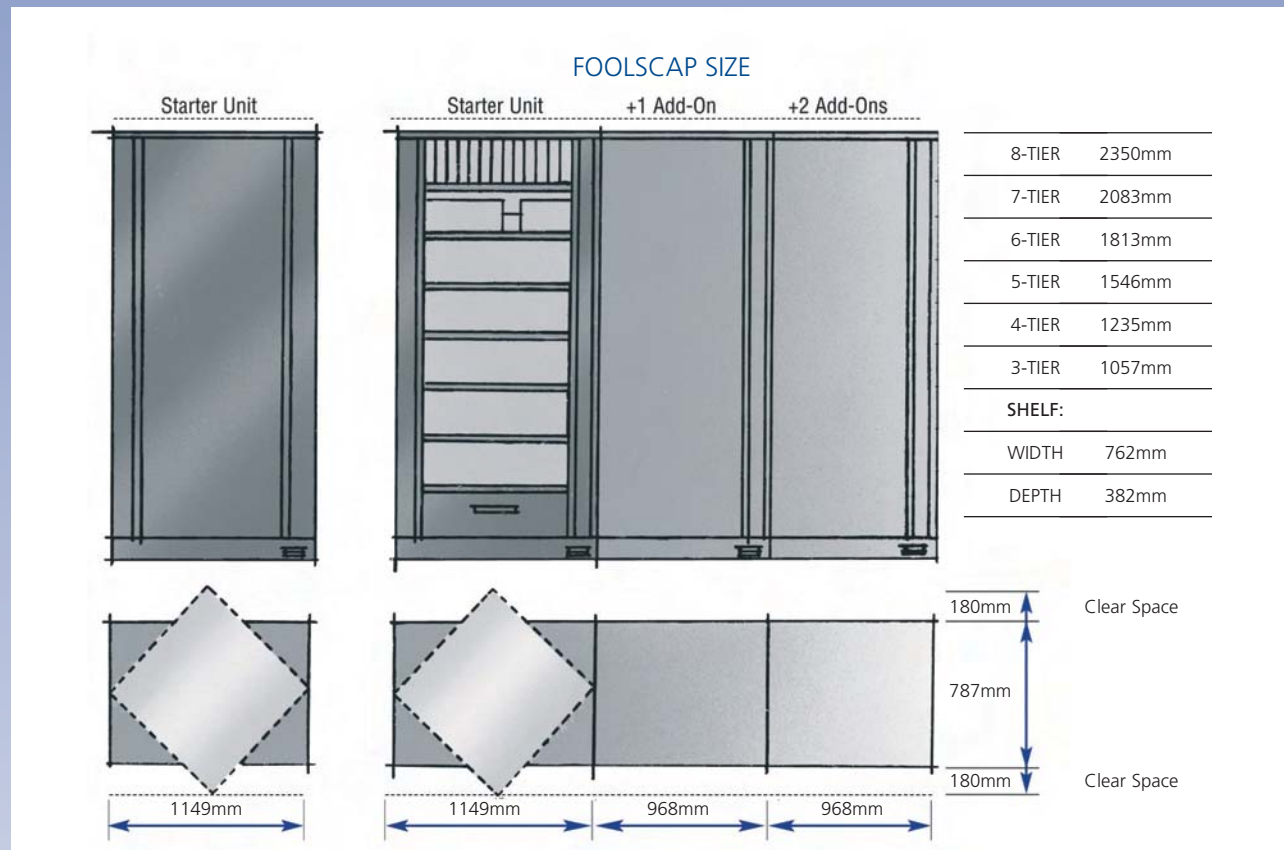 FOOLSCAP SIZE
Starter Unit
Starter Unit +1 Add-On +2 Add-Ons
8-TIER 2350mm
7-TIER 2083mm
6-TIER 1813mm
5-TIER 1546mm
4-TIER 1235mm
3-TIER 1057mm
SHELF:
WIDTH 762mm
DEPTH 382mm
180mm Clear Space
787mm
180mm Clear Space
1149mm
1149mm 968mm 968mm